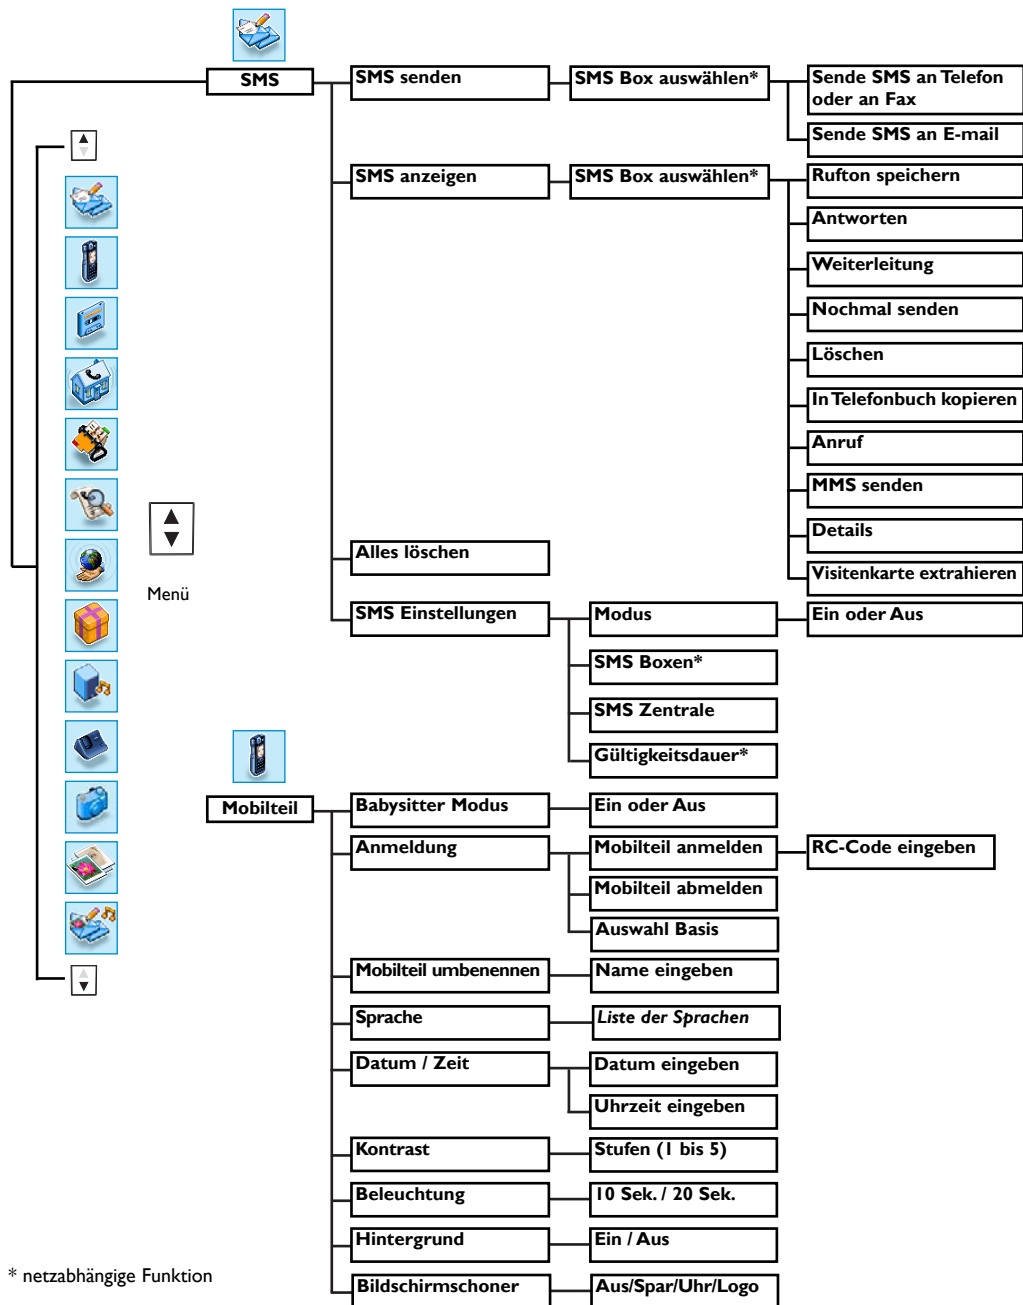 SMS
SMS senden
SMS Box auswählen*
Sende SMS an Telefon
oder an Fax
Sende SMS an E-mail
SMS anzeigen
SMS Box auswählen*
Rufton speichern
Antworten
Weiterleitung
Nochmal senden
Löschen
In Telefonbuch kopieren
Anruf
MMS senden
Details
Visitenkarte extrahieren
Alles löschen
SMS Einstellungen
Modus
Ein oder Aus
SMS Boxen*
SMS Zentrale
Gültigkeitsdauer*
Menü
Mobilteil
Babysitter Modus
Ein oder Aus
Anmeldung
Mobilteil anmelden
RC-Code eingeben
Mobilteil abmelden
Auswahl Basis
Mobilteil umbenennen
Name eingeben
Sprache
Liste der Sprachen
Datum / Zeit
Datum eingeben
Uhrzeit eingeben
Kontrast
Stufen (1 bis 5)
Beleuchtung
10 Sek. / 20 Sek.
Hintergrund
Ein / Aus
Bildschirmschoner
Aus/Spar/Uhr/Logo
* netzabhängige Funktion